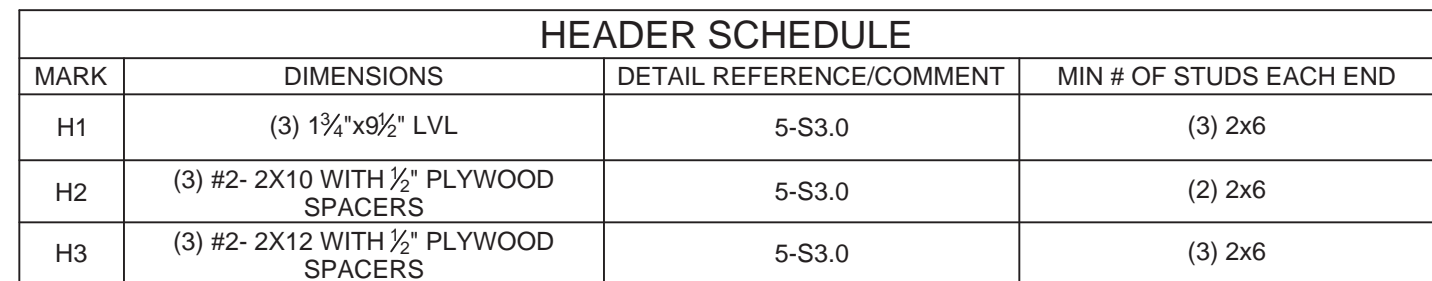 HEADER SCHEDULE
MARK DIMENSIONS DETAIL REFERENCE/COMMENT MIN # OF STUDS EACH END
H1 (3) 1¾"x9½" LVL 5-S3.0 (3) 2x6
H2 (3) #2- 2X10 WITH ½" PLYWOOD SPACERS 5-S3.0 (2) 2x6
H3 (3) #2- 2X12 WITH ½" PLYWOOD SPACERS 5-S3.0 (3) 2x6